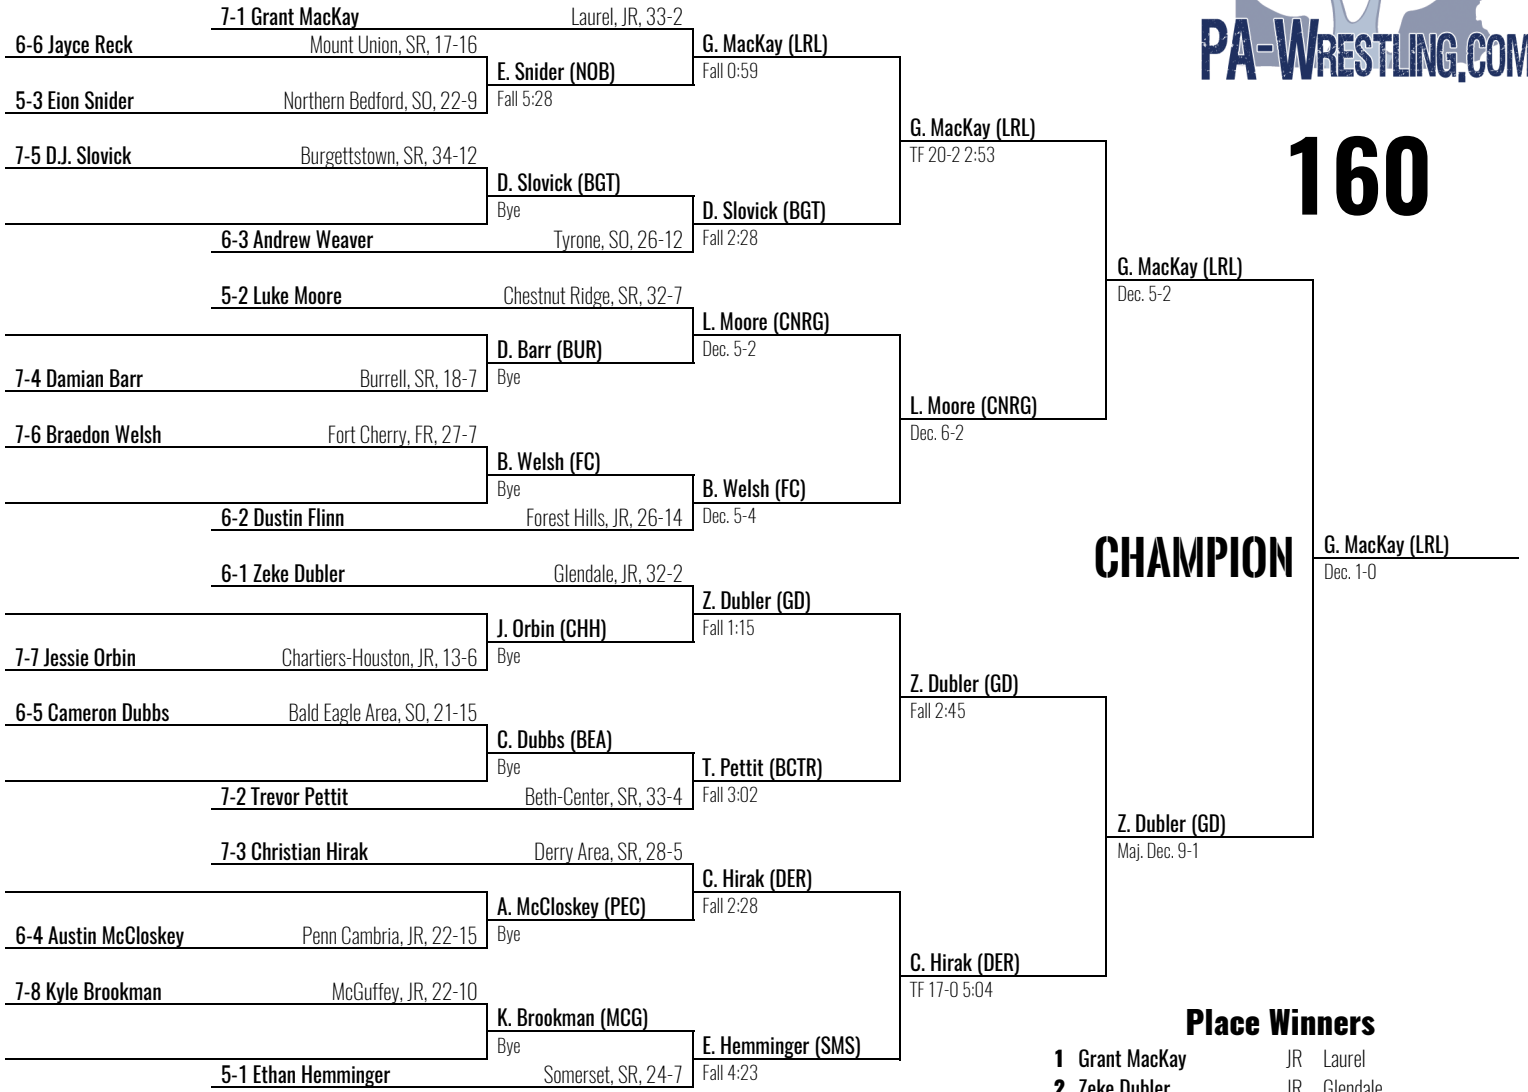 7-1 Grant MacKay Laurel, JR, 33-2
6-6 Jayce Reck Mount Union, SR, 17-16
G. MacKay (LRL)
E. Snider (NOB)
Fall 0:59
5-3 Eion Snider Northern Bedford, SO, 22-9
Fall 5:28
G. MacKay (LRL)
7-5 D.J. Slovick Burgettstown, SR, 34-12
TF 20-2 2:53
D. Slovick (BGT)
Bye
D. Slovick (BGT)
6-3 Andrew Weaver Tyrone, SO, 26-12
Fall 2:28
G. MacKay (LRL)
Dec. 5-2
5-2 Luke Moore Chestnut Ridge, SR, 32-7
L. Moore (CNRG)
D. Barr (BUR)
Dec. 5-2
7-4 Damian Barr Burrell, SR, 18-7
Bye
L. Moore (CNRG)
Dec. 6-2
7-6 Braedon Welsh Fort Cherry, FR, 27-7
B. Welsh (FC)
Bye
B. Welsh (FC)
6-2 Dustin Flinn Forest Hills, JR, 26-14
Dec. 5-4
CHAMPION
G. MacKay (LRL)
Dec. 1-0
6-1 Zeke Dubler Glendale, JR, 32-2
Z. Dubler (GD)
J. Orbin (CHH)
Fall 1:15
7-7 Jessie Orbin Chartiers-Houston, JR, 13-6
Bye
Z. Dubler (GD)
Fall 2:45
6-5 Cameron Dubbs Bald Eagle Area, SO, 21-15
C. Dubbs (BEA)
Bye
T. Pettit (BCTR)
7-2 Trevor Pettit Beth-Center, SR, 33-4
Fall 3:02
Z. Dubler (GD)
Maj. Dec. 9-1
7-3 Christian Hirak Derry Area, SR, 28-5
C. Hirak (DER)
A. McCloskey (PEC)
Fall 2:28
6-4 Austin McCloskey Penn Cambria, JR, 22-15
Bye
C. Hirak (DER)
TF 17-0 5:04
7-8 Kyle Brookman McGuffey, JR, 22-10
K. Brookman (MCG)
Bye
E. Hemminger (SMS)
5-1 Ethan Hemminger Somerset, SR, 24-7
Fall 4:23
PA-WRESTLING.COM
160
Place Winners
1 Grant MacKay JR Laurel
2 Zeke Dubler JR Glendale